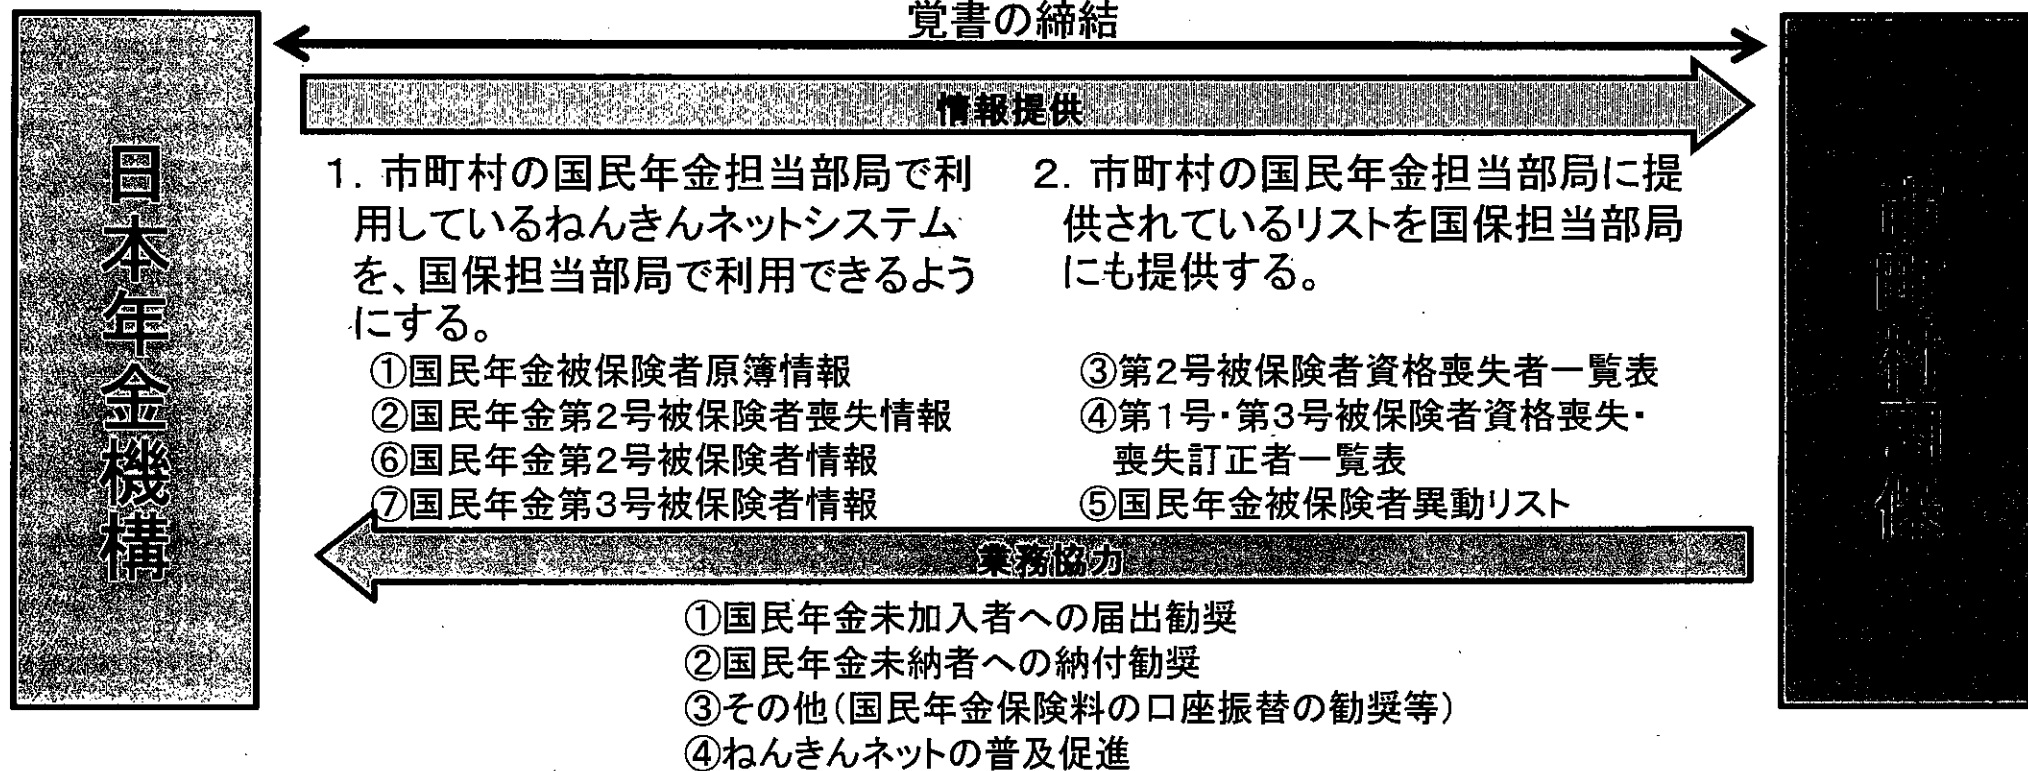 覚書の締結
日本年金機構
情報提供
1. 市町村の国民年金担当部局で利
用しているねんきんネットシステム
を、国保担当部局で利用できるよう
にする。
①国民年金被保険者原簿情報
②国民年金第2号被保険者喪失情報
⑥国民年金第2号被保険者情報
⑦国民年金第3号被保険者情報
2. 市町村の国民年金担当部局に提
供されているリストを国保担当部局
にも提供する。
③第2号被保険者資格喪失者一覧表
④第1号・第3号被保険者資格喪失・
喪失訂正者一覧表
⑤国民年金被保険者異動リスト
市町村国保
業務協力
①国民年金未加入者への届出勧奨
②国民年金未納者への納付勧奨
③その他(国民年金保険料の口座振替の勧奨等)
④ねんきんネットの普及促進